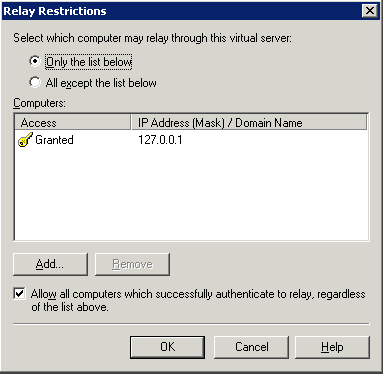 Relay Restrictions
Select which computer may relay through this virtual server:
Only the list below
All except the list below
Computers:
Access IP Address (Mask) / Domain Name
Granted 127.0.0.1
Add... Remove
Allow all computers which successfully authenticate to relay, regardless
of the list above.
OK Cancel Help